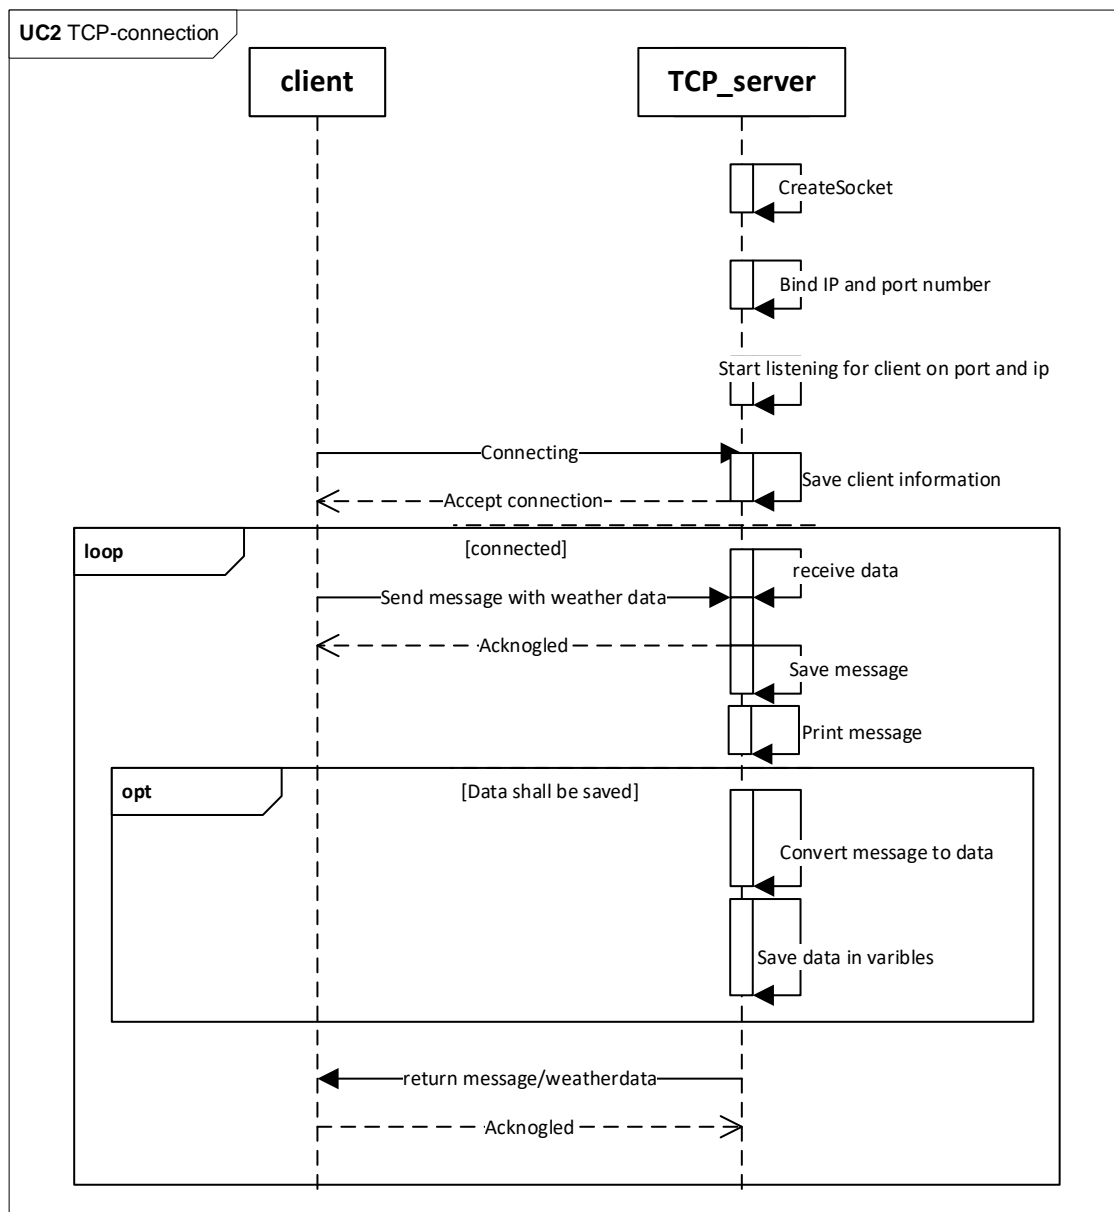 UC2 TCP-connection
client
TCP_server
CreateSocket
Bind IP and port number
Start listening for client on port and ip
Connecting
Save client information
Accept connection
loop
[connected]
receive data
Send message with weather data
Acknogled
Save message
Print message
opt
[Data shall be saved]
Convert message to data
Save data in varibles
return message/weatherdata
Acknogled